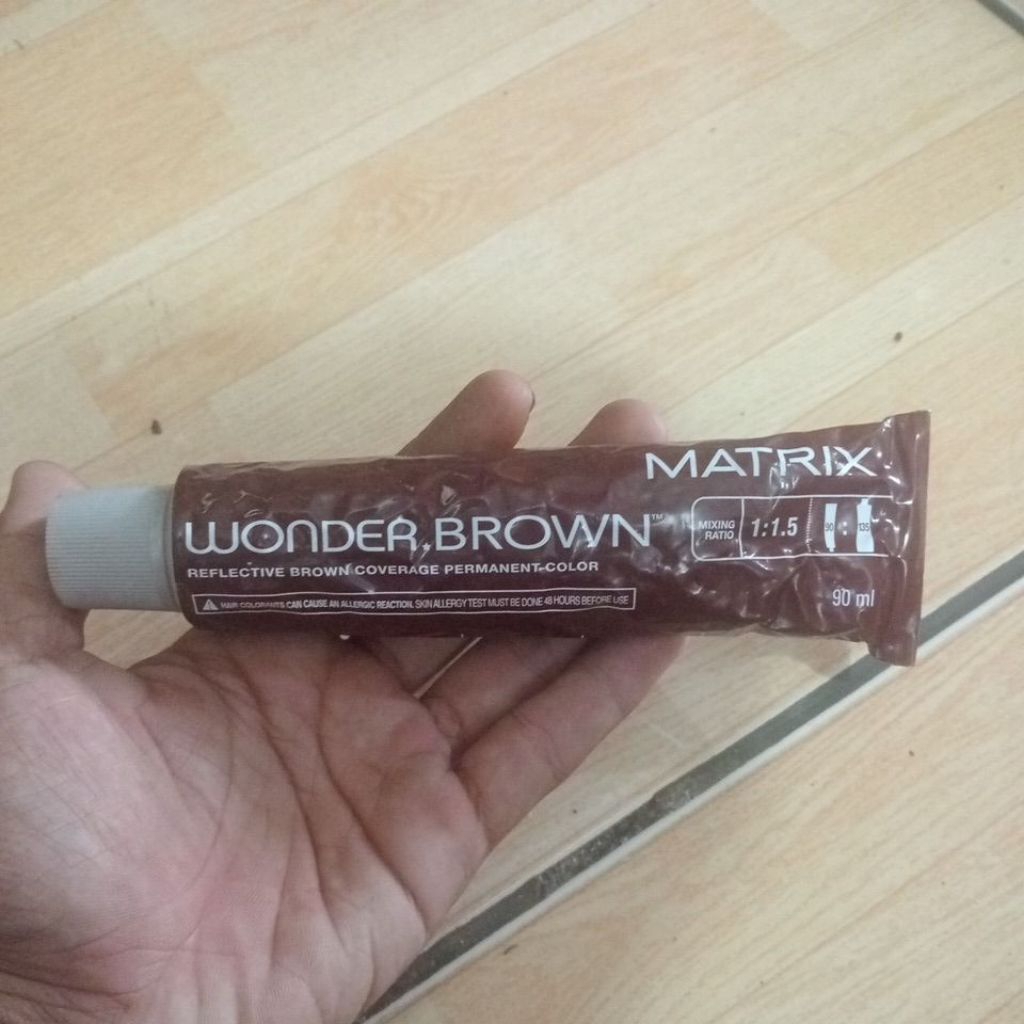 MATRIX
WONDER.BROWN™
MIXING RATIO 1:1.5 90 : 135
REFLECTIVE BROWN COVERAGE PERMANENT COLOR
HAIR COLORANTS CAN CAUSE AN ALLERGIC REACTION. SKIN ALLERGY TEST MUST BE DONE 48 HOURS BEFORE USE
90 ml